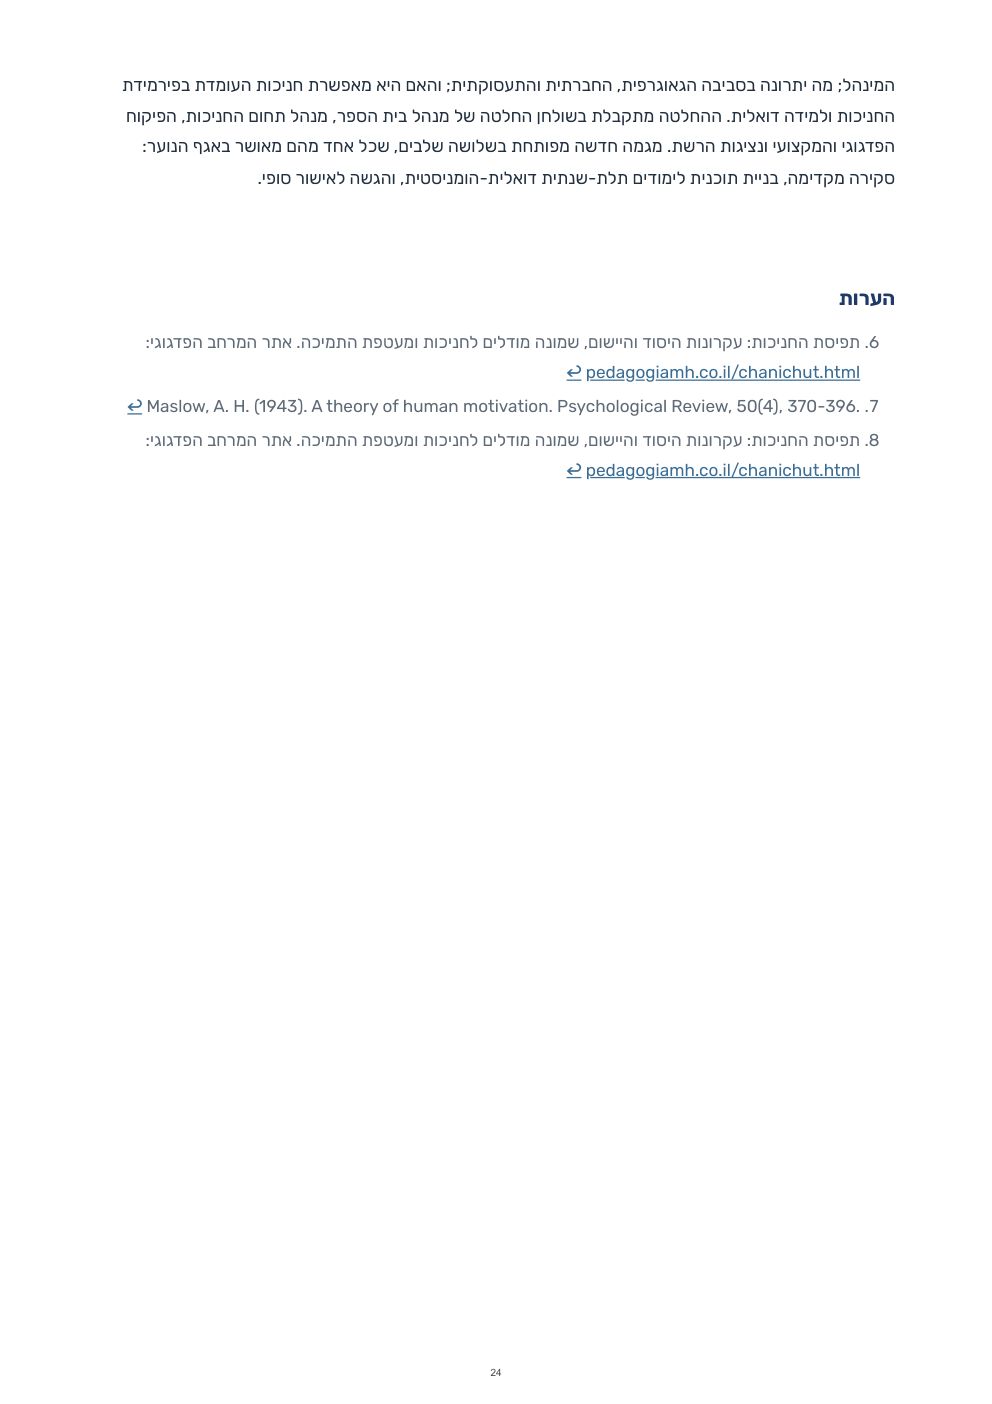 המינהל; מה יתרונה בסביבה הגאוגרפית, החברתית והתעסוקתית; והאם היא מאפשרת חניכות העומדת בפירמידת
החניכות ולמידה דואלית. ההחלטה מתקבלת בשולחן החלטה של מנהל בית הספר, מנהל תחום החניכות, הפיקוח
הפדגוגי והמקצועי ונציגות הרשת. מגמה חדשה מפותחת בשלושה שלבים, שכל אחד מהם מאושר באגף הנוער:
סקירה מקדימה, בניית תוכנית לימודים תלת-שנתית דואלית-הומניסטית, והגשה לאישור סופי.
הערות
6. תפיסת החניכות: עקרונות היסוד והיישום, שמונה מודלים לחניכות ומעטפת התמיכה. אתר המרחב הפדגוגי:
pedagogiamh.co.il/chanichut.html ↩
7. Maslow, A. H. (1943). A theory of human motivation. Psychological Review, 50(4), 370-396. ↩
8. תפיסת החניכות: עקרונות היסוד והיישום, שמונה מודלים לחניכות ומעטפת התמיכה. אתר המרחב הפדגוגי:
pedagogiamh.co.il/chanichut.html ↩
24